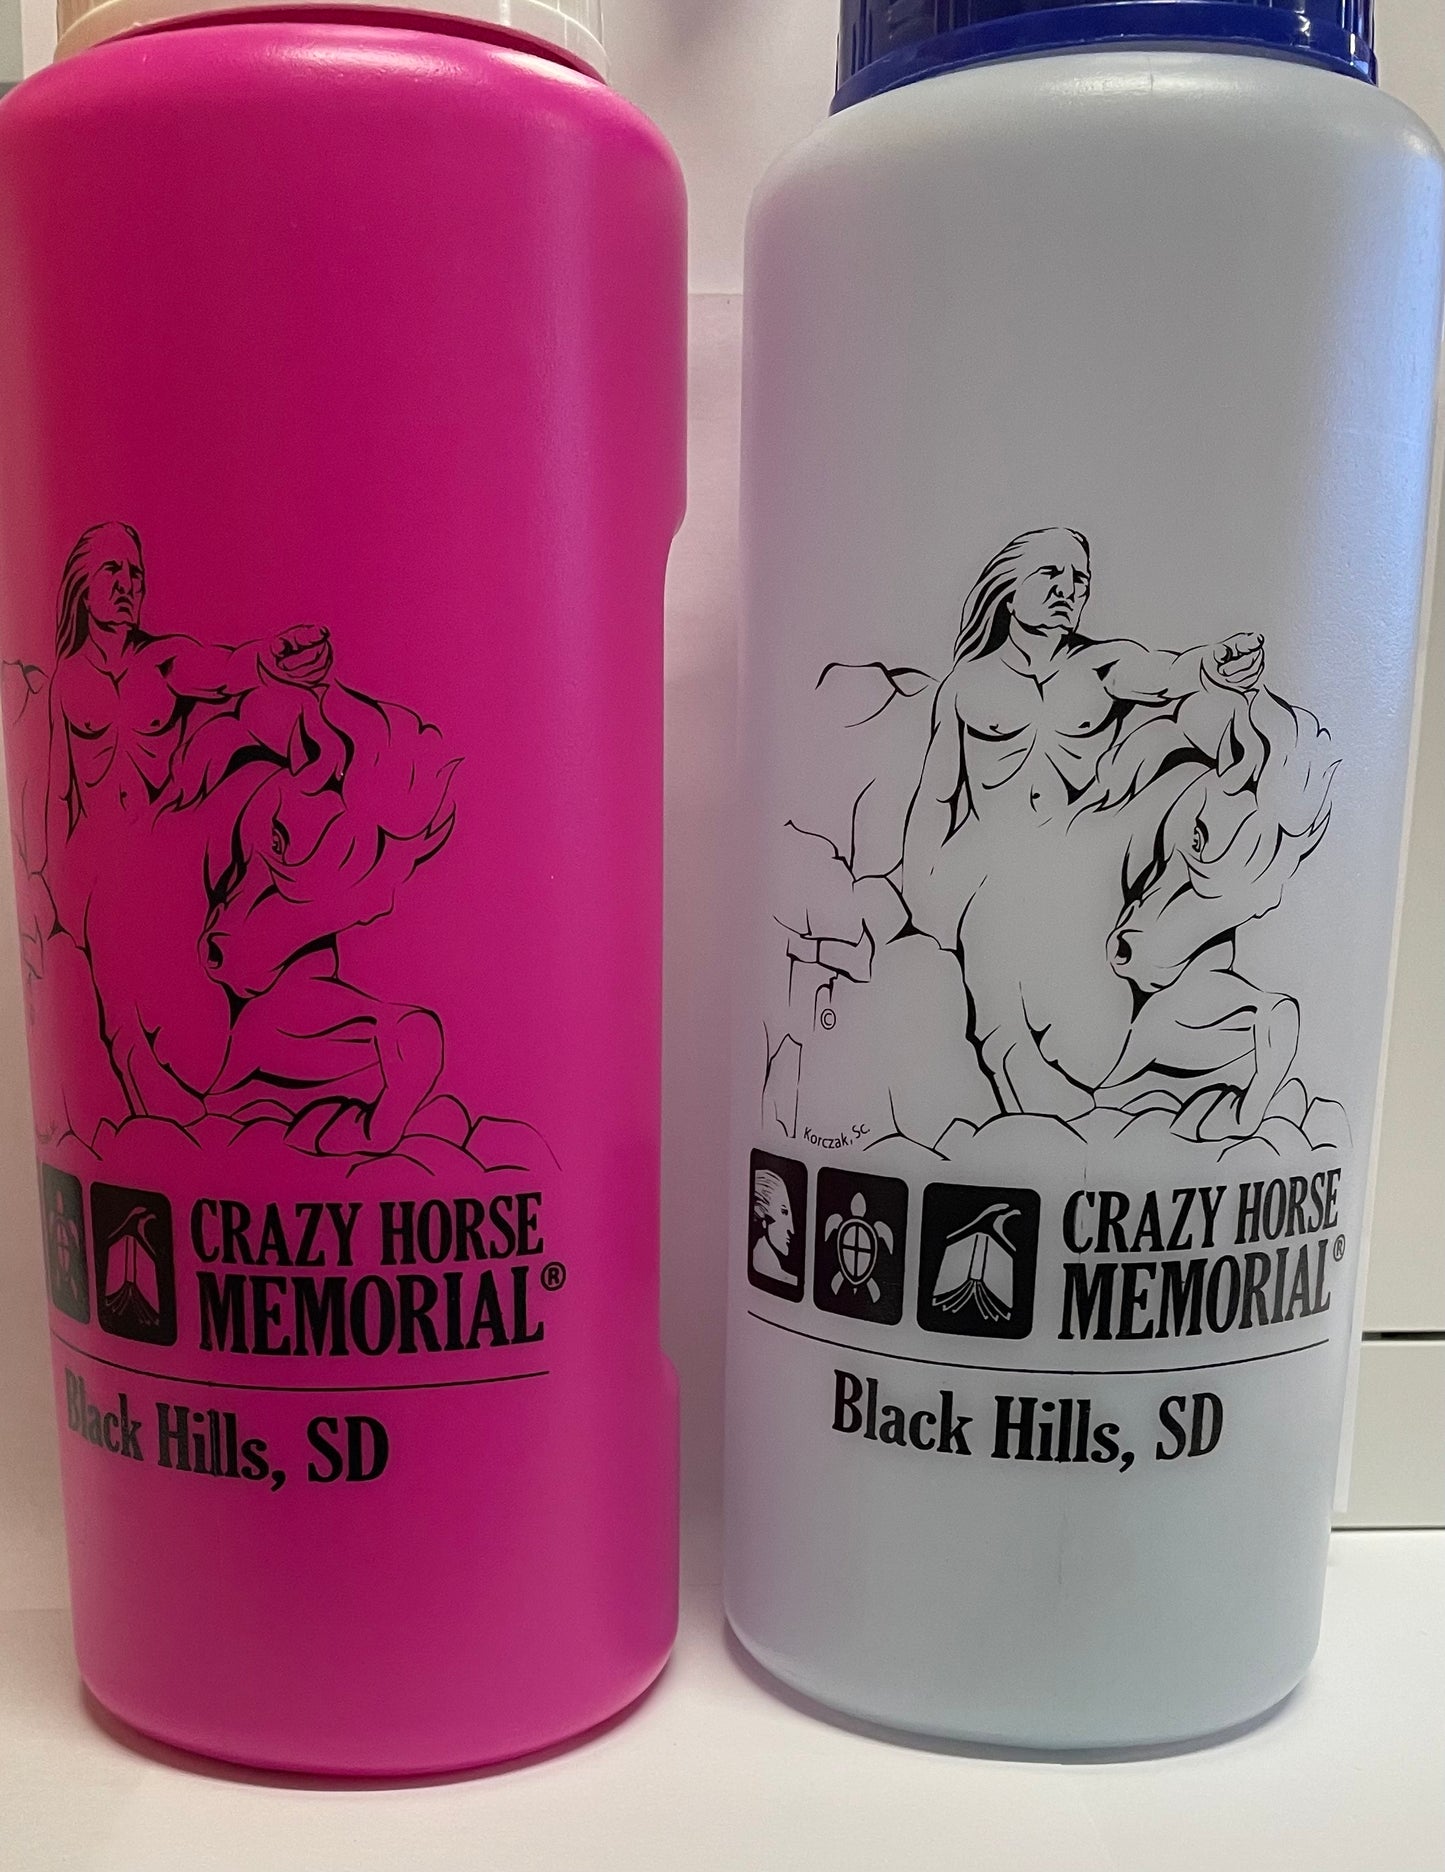 CRAZY HORSE
MEMORIAL®
Black Hills, SD
©
Korczak, Sc.
CRAZY HORSE
MEMORIAL®
Black Hills, SD